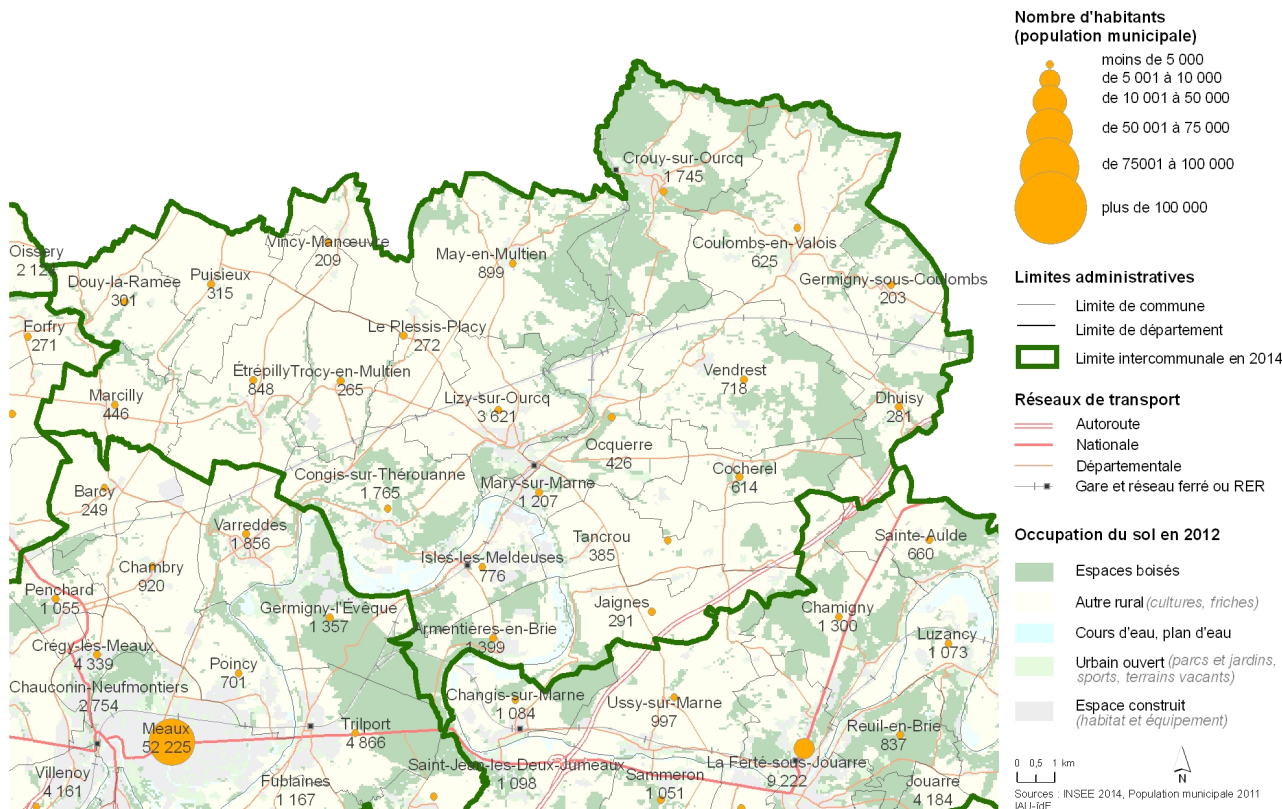 Crouy-sur-Ourcq
1 745
Oissery
Vincy-Manœuvre
209
May-en-Multien
899
Coulombs-en-Valois
625
Puisieux
315
Douy-la-Ramée
301
Germigny-sous-Coulombs
203
Forfry
271
Le Plessis-Placy
272
Étrépilly
848
Trocy-en-Multien
265
Vendrest
718
Marcilly
446
Lizy-sur-Ourcq
3 621
Dhuisy
281
Ocquerre
426
Congis-sur-Thérouanne
1 765
Cocherel
614
Mary-sur-Marne
1 207
Barcy
249
Varreddes
1 856
Tancrou
385
Sainte-Aulde
660
Isles-les-Meldeuses
776
Chambry
920
Penchard
1 055
Germigny-l'Évêque
1 357
Jaignes
291
Chamigny
1 300
Armentières-en-Brie
1 399
Luzancy
1 073
Crégy-lès-Meaux
4 339
Poincy
701
Chauconin-Neufmontiers
2 754
Changis-sur-Marne
1 084
Ussy-sur-Marne
997
Meaux
52 225
Trilport
4 866
Reuil-en-Brie
837
La Ferté-sous-Jouarre
9 222
Villenoy
4 161
Fublaines
1 167
Saint-Jean-les-Deux-Jumeaux
1 098
Sammeron
1 051
Jouarre
4 184
Nombre d'habitants
(population municipale)
moins de 5 000
de 5 001 à 10 000
de 10 001 à 50 000
de 50 001 à 75 000
de 75001 à 100 000
plus de 100 000
Limites administratives
Limite de commune
Limite de département
Limite intercommunale en 2014
Réseaux de transport
Autoroute
Nationale
Départementale
Gare et réseau ferré ou RER
Occupation du sol en 2012
Espaces boisés
Autre rural (cultures, friches)
Cours d'eau, plan d'eau
Urbain ouvert (parcs et jardins,
sports, terrains vacants)
Espace construit
(habitat et équipement)
0 0,5 1 km
N
Sources : INSEE 2014, Population municipale 2011
IAU-îdF